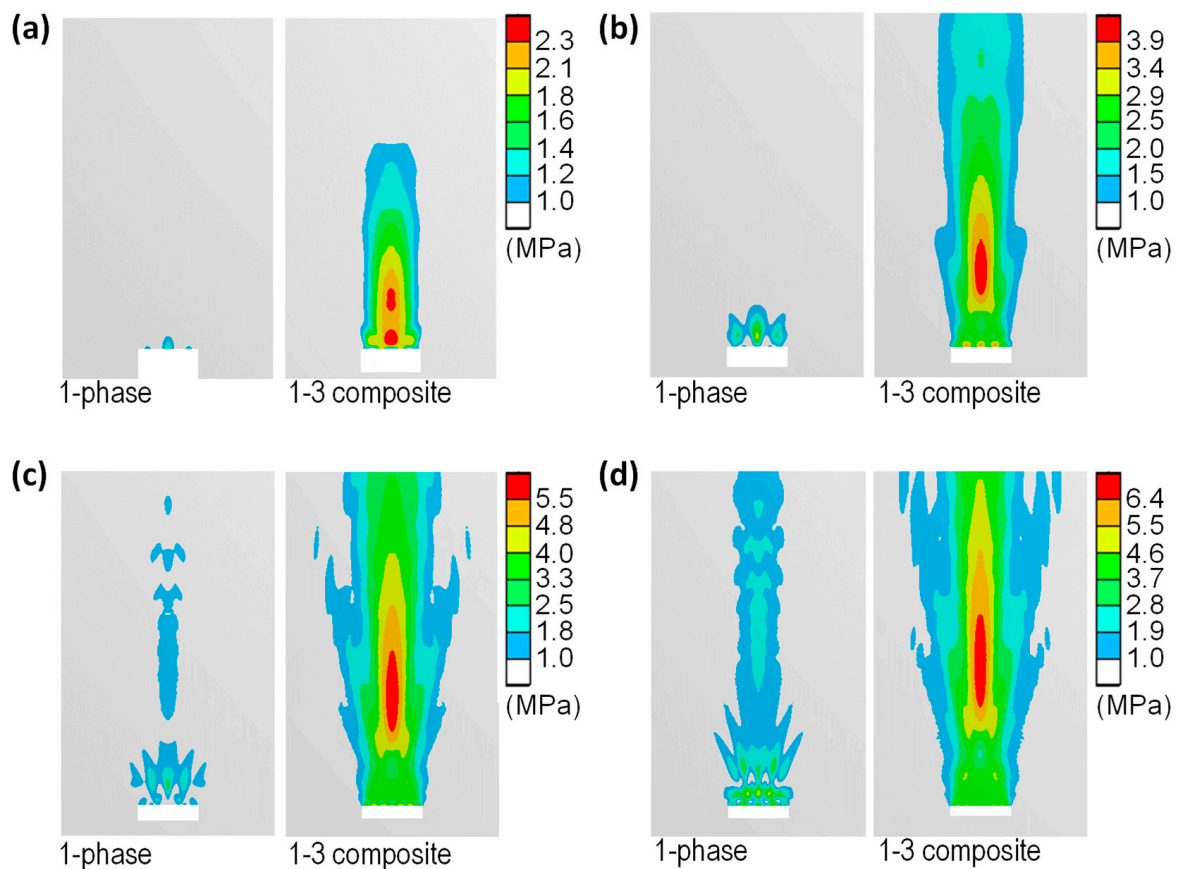 (a)
2.3
2.1
1.8
1.6
1.4
1.2
1.0
(MPa)
1-phase
1-3 composite
(b)
3.9
3.4
2.9
2.5
2.0
1.5
1.0
(MPa)
1-phase
1-3 composite
(c)
5.5
4.8
4.0
3.3
2.5
1.8
1.0
(MPa)
1-phase
1-3 composite
(d)
6.4
5.5
4.6
3.7
2.8
1.9
1.0
(MPa)
1-phase
1-3 composite